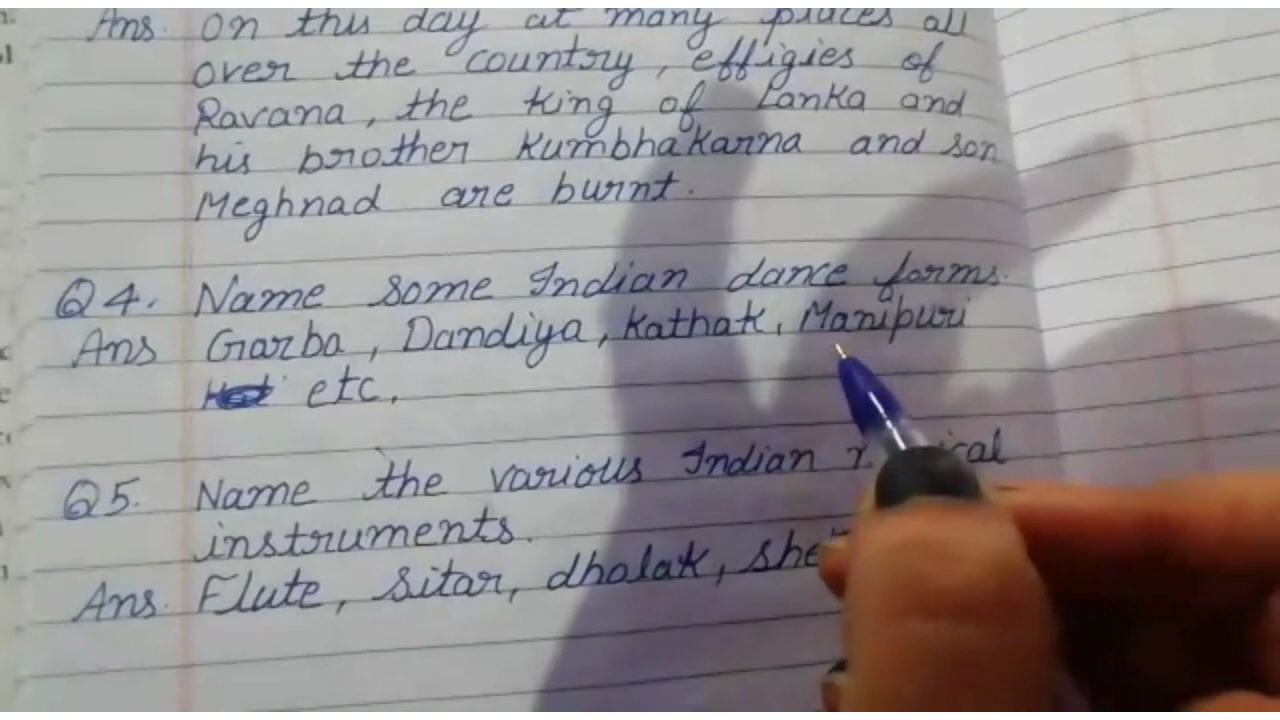 Ans. On this day at many places all
over the country, effigies of
Ravana, the king of Lanka and
his brother Kumbhakarna and son
Meghnad are burnt.
Q4. Name some Indian dance forms.
Ans Garba, Dandiya, Kathak, Manipuri
etc.
Q5. Name the various Indian
instruments.
Ans. Flute, Sitar, dholak,